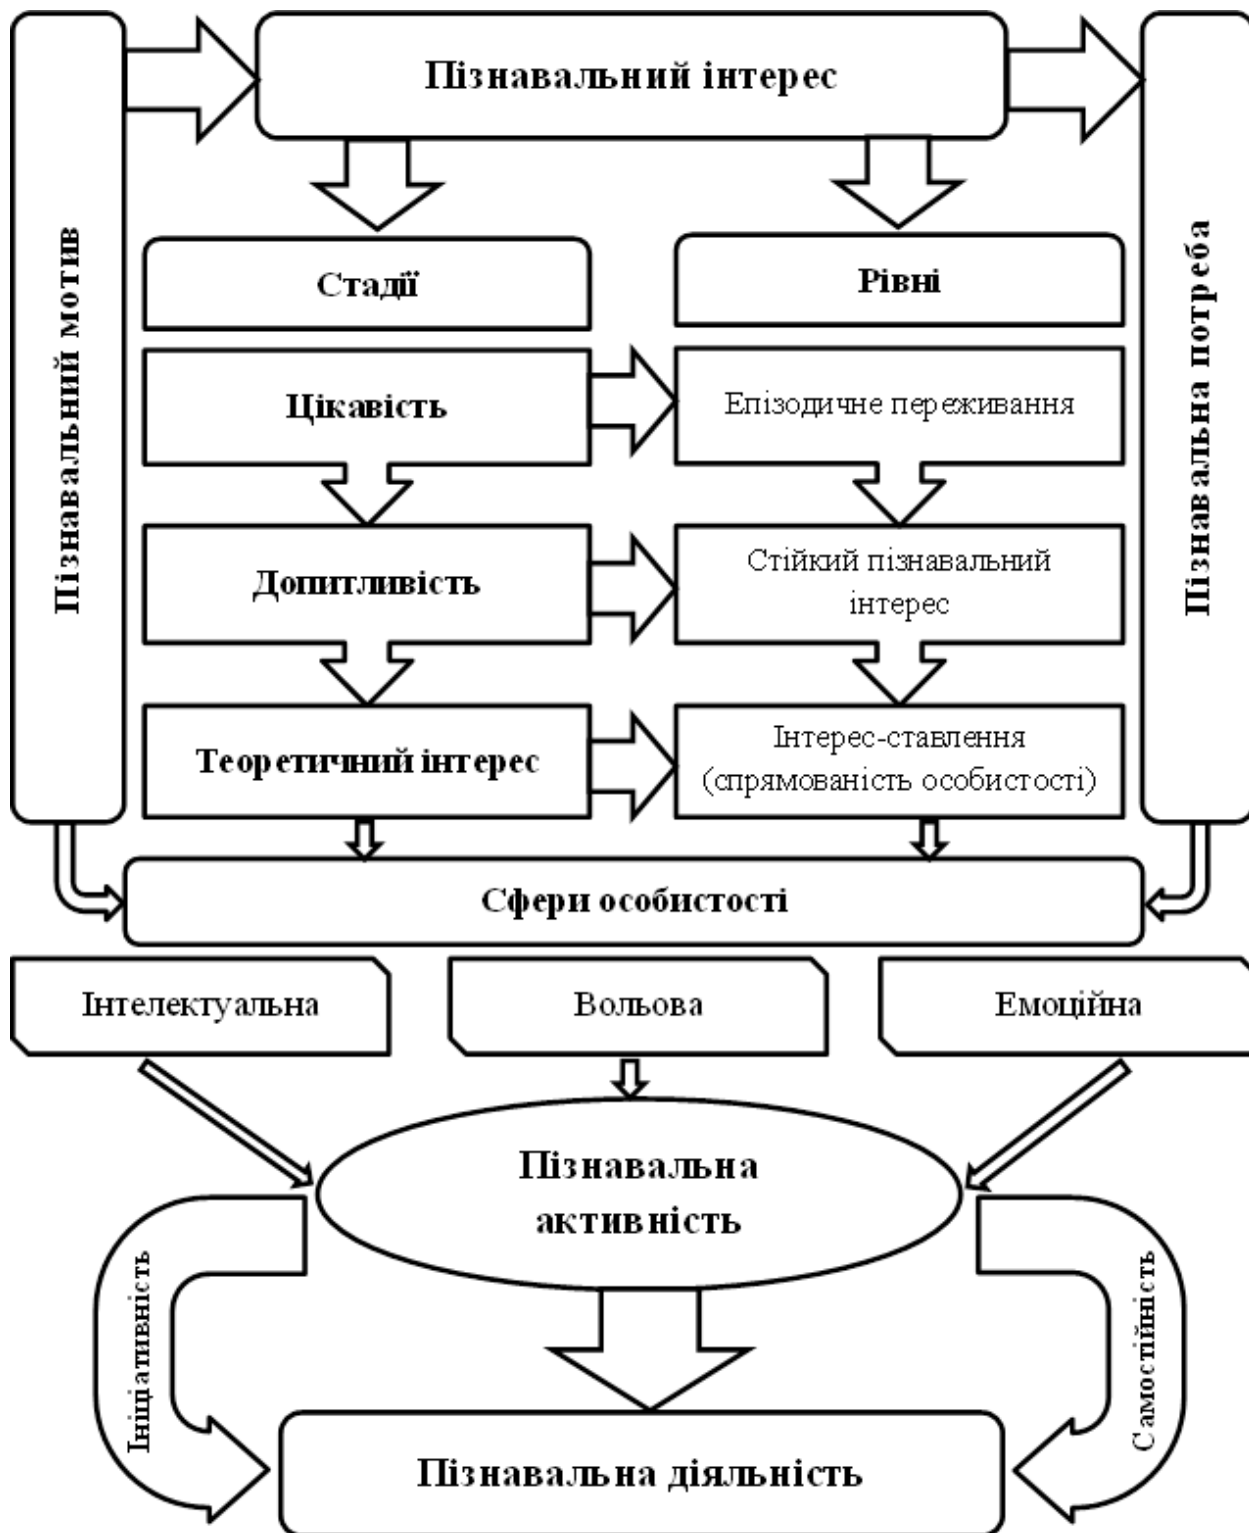 Пізнавальний інтерес
Пізнавальний мотив
Пізнавальна потреба
Стадії
Рівні
Цікавість
Епізодичне переживання
Допитливість
Стійкий пізнавальний
інтерес
Теоретичний інтерес
Інтерес-ставлення
(спрямованість особистості)
Сфери особистості
Інтелектуальна
Вольова
Емоційна
Пізнавальна
активність
Ініціативність
Самостійність
Пізнавальна діяльність